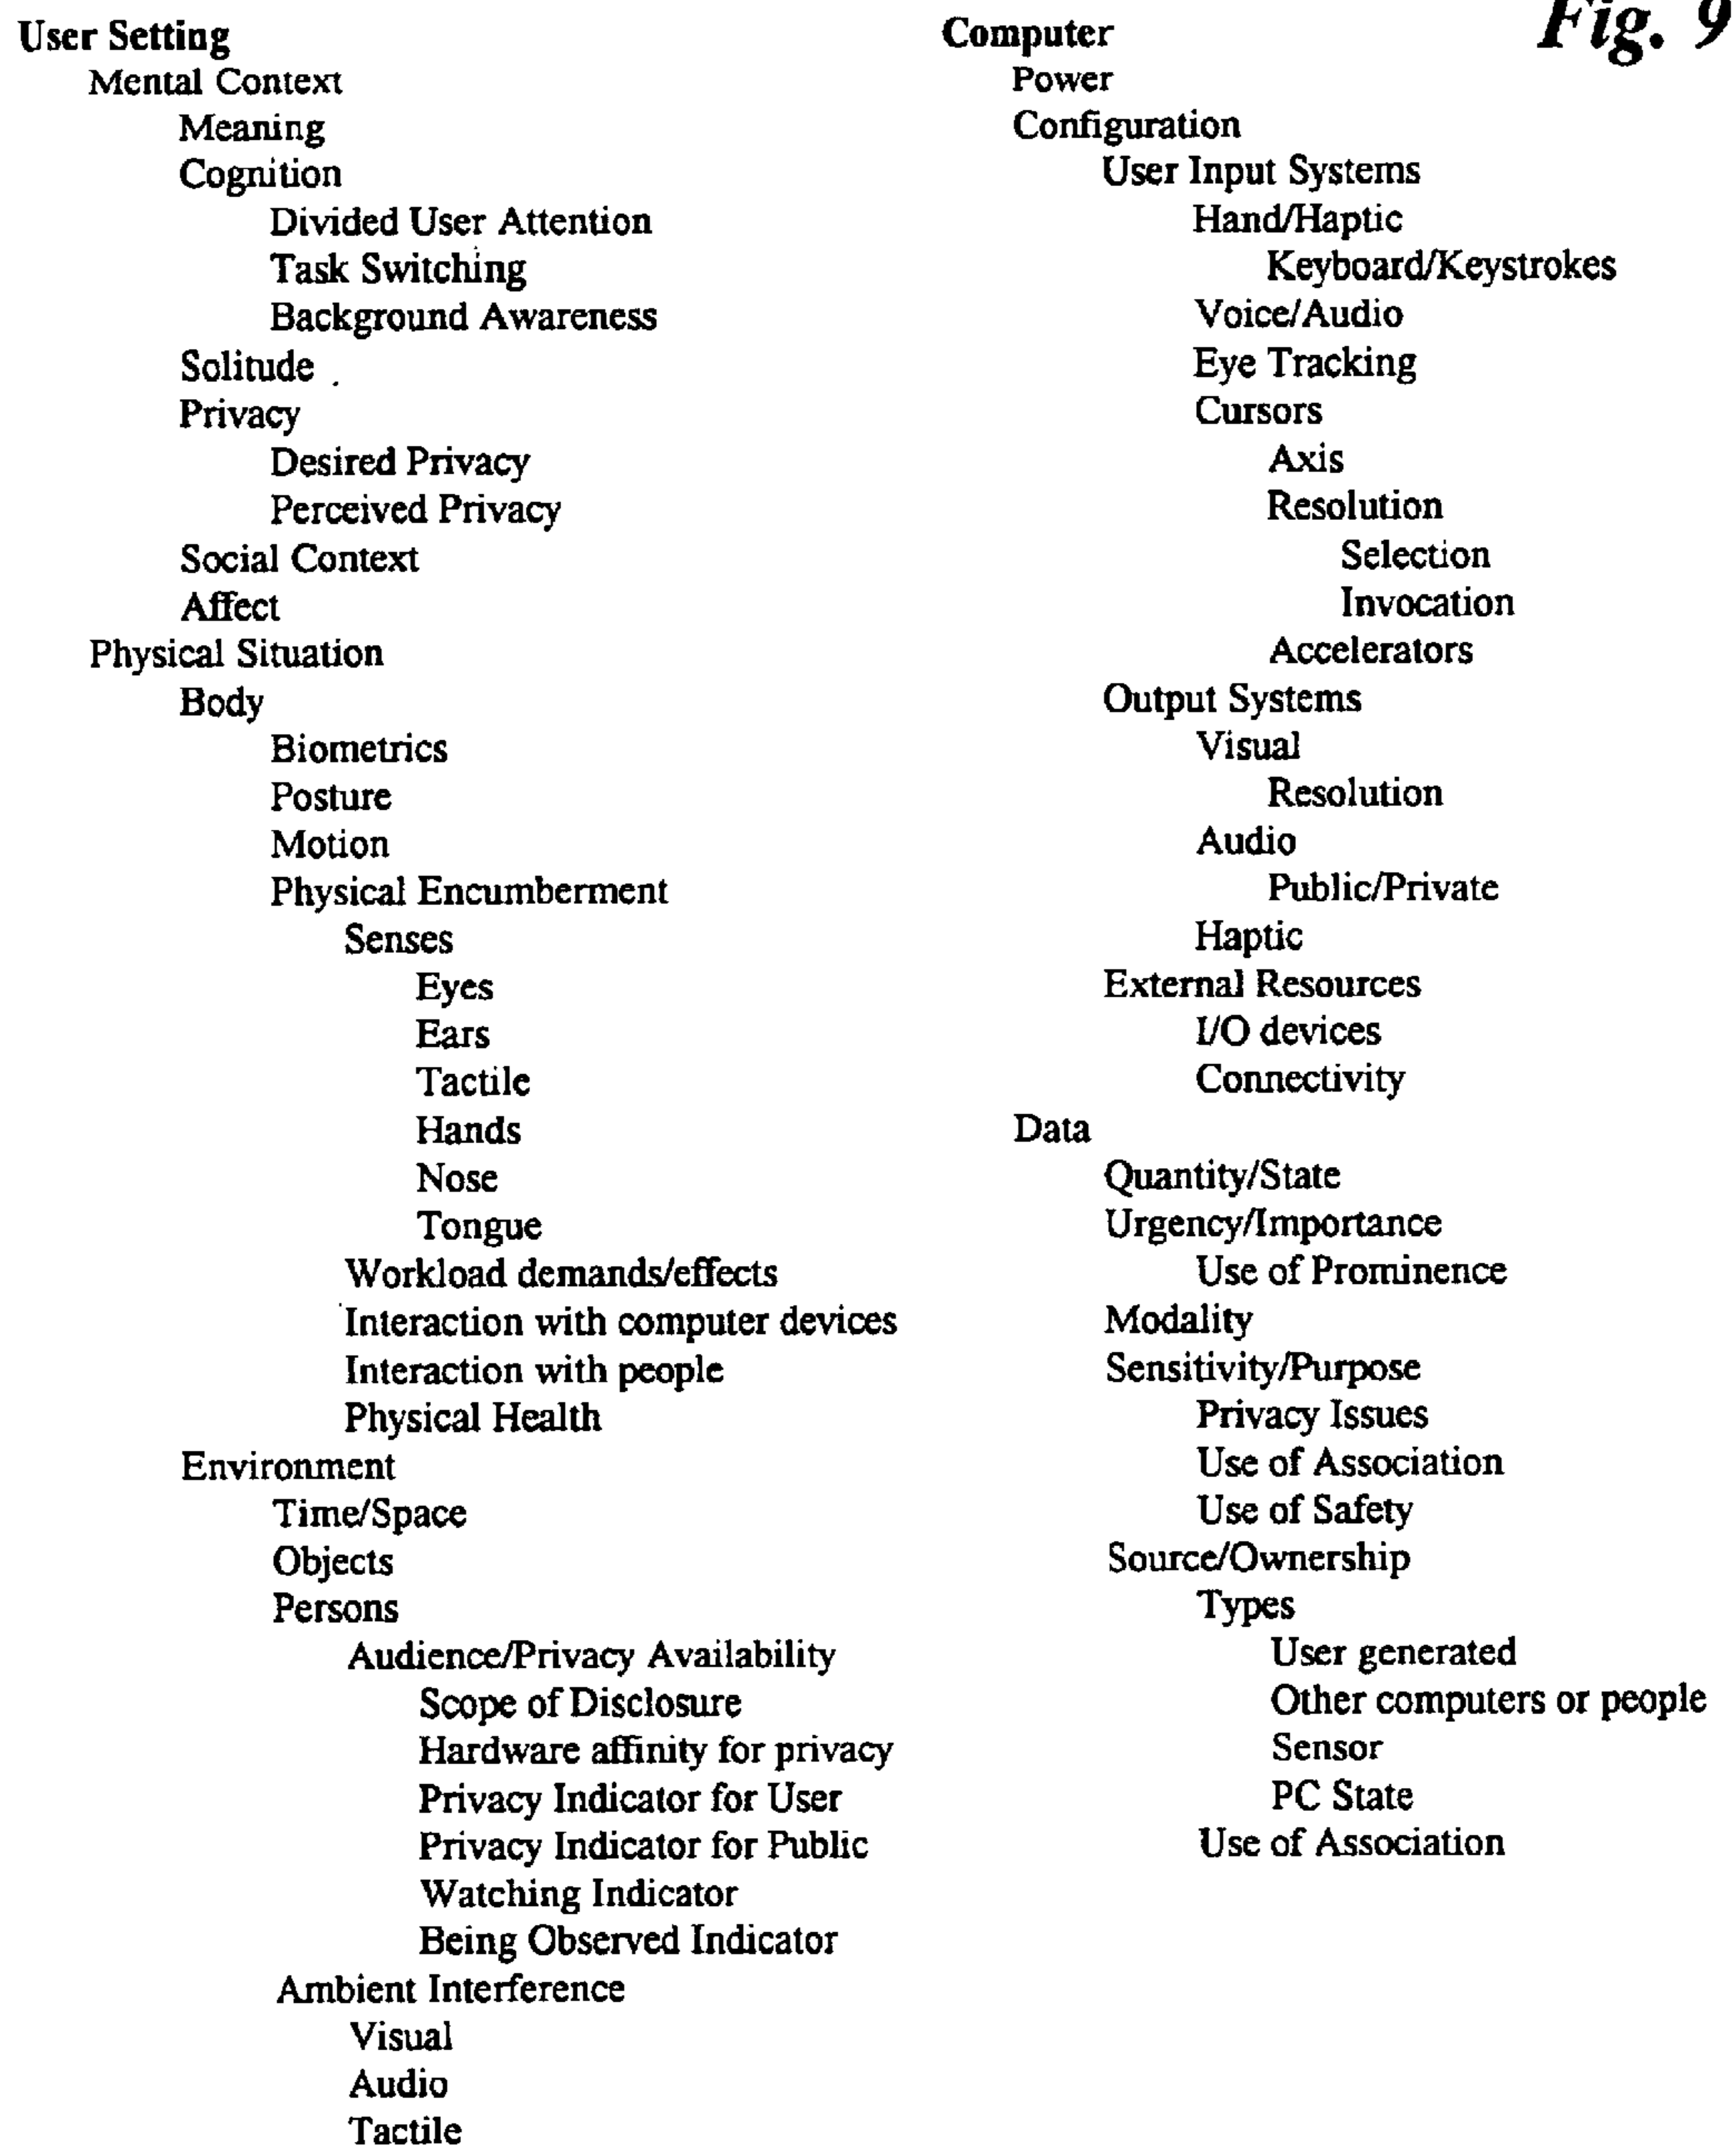 Fig. 9
User Setting
Mental Context
Meaning
Cognition
Divided User Attention
Task Switching
Background Awareness
Solitude
Privacy
Desired Privacy
Perceived Privacy
Social Context
Affect
Physical Situation
Body
Biometrics
Posture
Motion
Physical Encumberment
Senses
Eyes
Ears
Tactile
Hands
Nose
Tongue
Workload demands/effects
Interaction with computer devices
Interaction with people
Physical Health
Environment
Time/Space
Objects
Persons
Audience/Privacy Availability
Scope of Disclosure
Hardware affinity for privacy
Privacy Indicator for User
Privacy Indicator for Public
Watching Indicator
Being Observed Indicator
Ambient Interference
Visual
Audio
Tactile
Computer
Power
Configuration
User Input Systems
Hand/Haptic
Keyboard/Keystrokes
Voice/Audio
Eye Tracking
Cursors
Axis
Resolution
Selection
Invocation
Accelerators
Output Systems
Visual
Resolution
Audio
Public/Private
Haptic
External Resources
I/O devices
Connectivity
Data
Quantity/State
Urgency/Importance
Use of Prominence
Modality
Sensitivity/Purpose
Privacy Issues
Use of Association
Use of Safety
Source/Ownership
Types
User generated
Other computers or people
Sensor
PC State
Use of Association